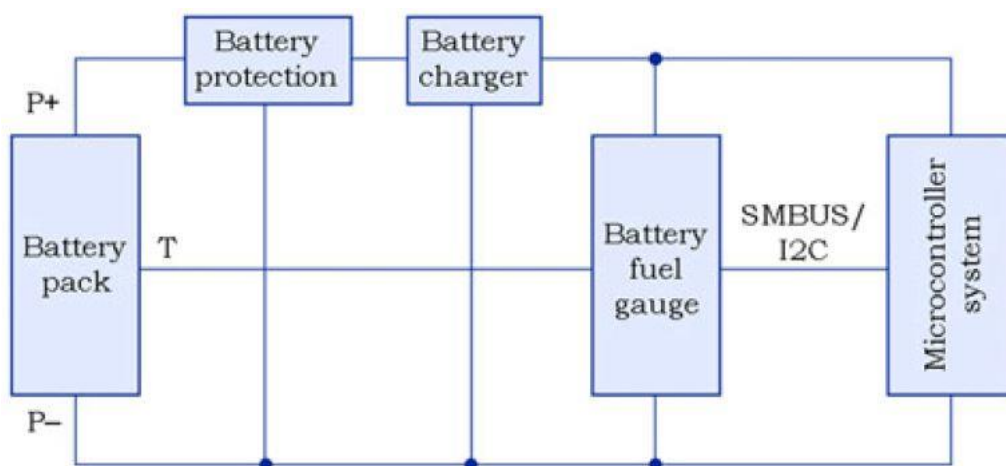 Battery
protection
Battery
charger
P+
Battery
pack
T
Battery
fuel
gauge
SMBUS/
I2C
Microcontroller
system
P−